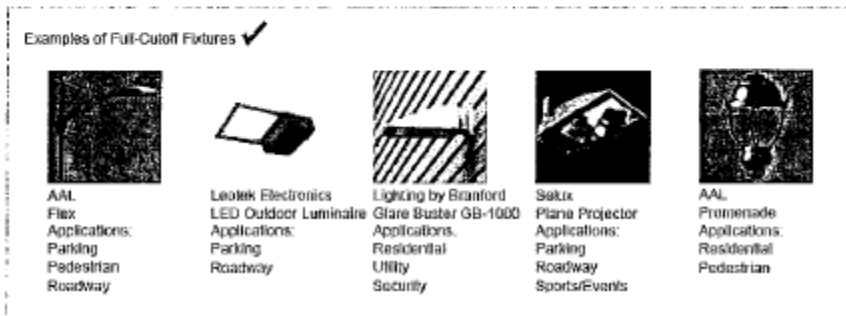 Examples of Full-Cutoff Fixtures
AAL
Flex
Applications:
Parking
Pedestrian
Roadway
Leotek Electronics
LED Outdoor Luminaire
Applications:
Parking
Roadway
Lighting by Branford
Glare Buster GB-1000
Applications.
Residential
Utility
Security
Selux
Plane Projector
Applications:
Parking
Roadway
Sports/Events
AAL
Promenade
Applications:
Residential
Pedestrian